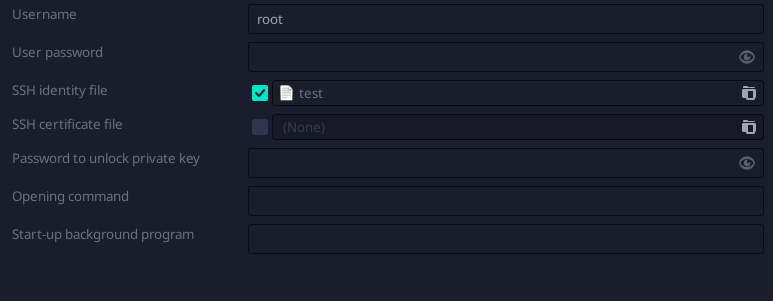 Username
root
User password
SSH identity file
test
SSH certificate file
(None)
Password to unlock private key
Opening command
Start-up background program